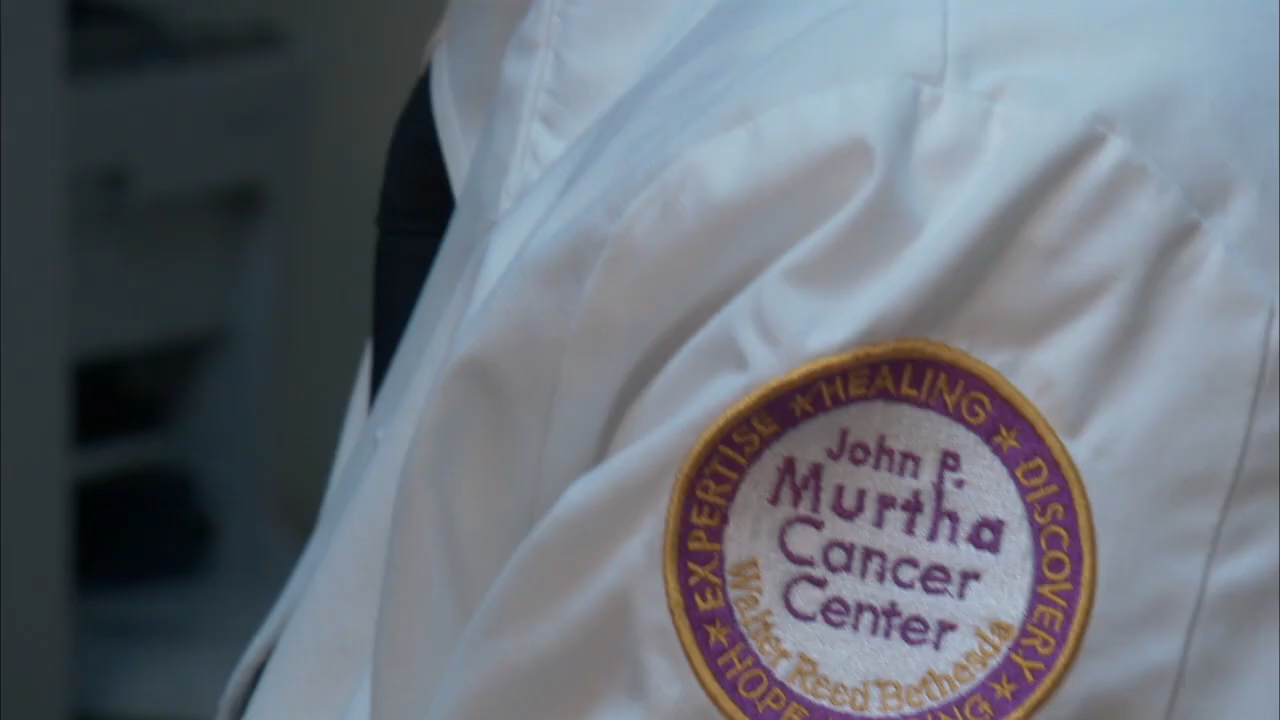 ★ HEALING ★ DISCOVERY ★
EXPERTISE ★ HOPE
John P.
Murtha
Cancer
Center
Walter Reed Bethesda